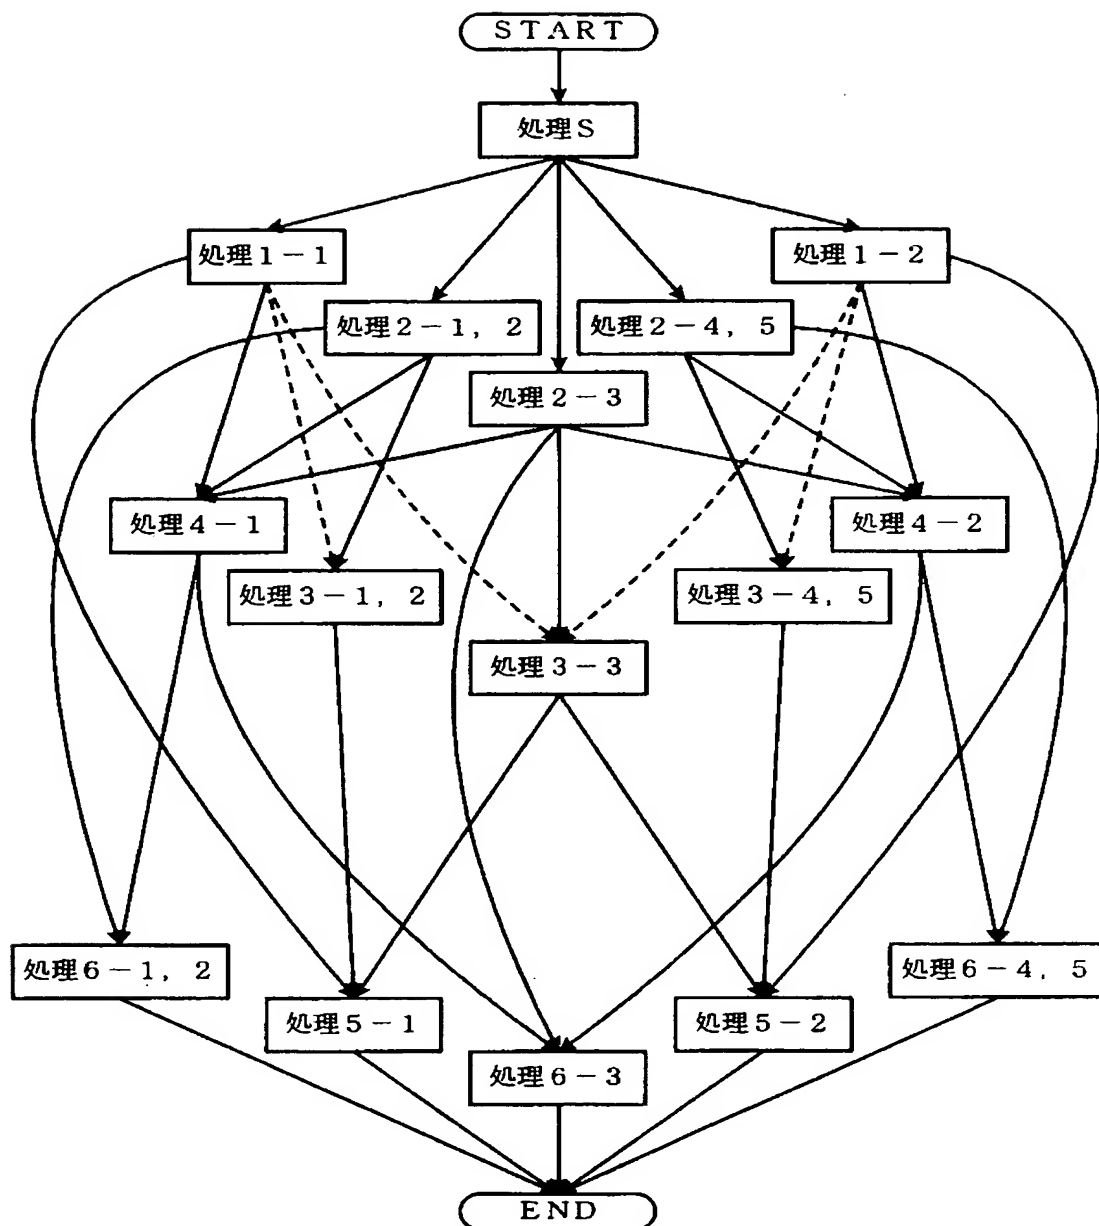 START
処理S
処理1-1
処理1-2
処理2-1, 2
処理2-4, 5
処理2-3
処理4-1
処理4-2
処理3-1, 2
処理3-4, 5
処理3-3
処理6-1, 2
処理6-4, 5
処理5-1
処理5-2
処理6-3
END